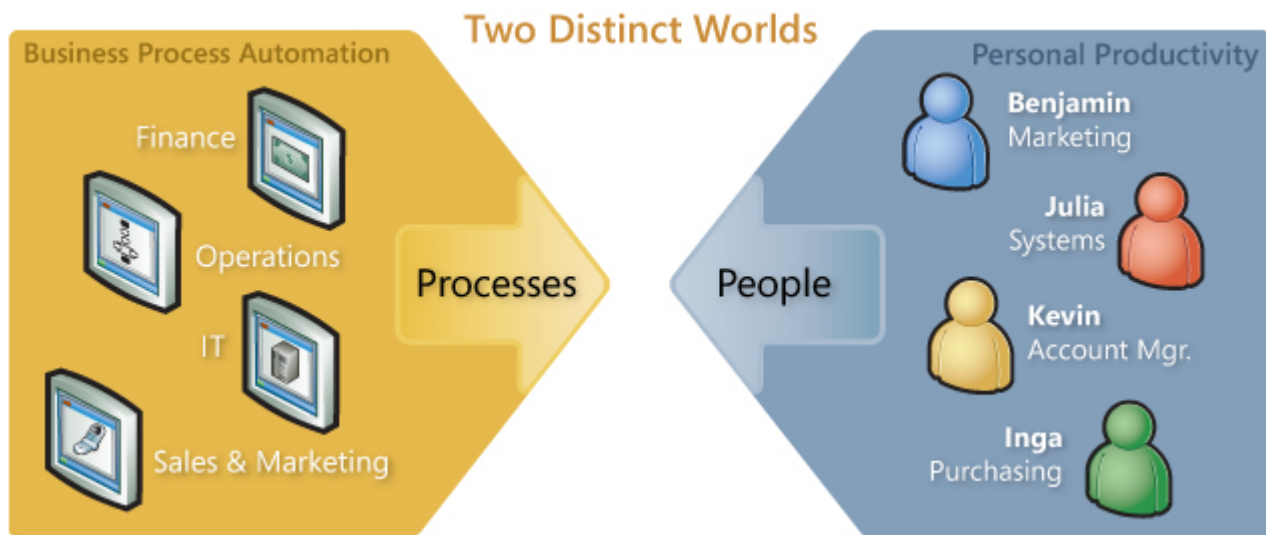 Two Distinct Worlds
Business Process Automation
Finance
Operations
IT
Sales & Marketing
Processes
People
Personal Productivity
Benjamin
Marketing
Julia
Systems
Kevin
Account Mgr.
Inga
Purchasing